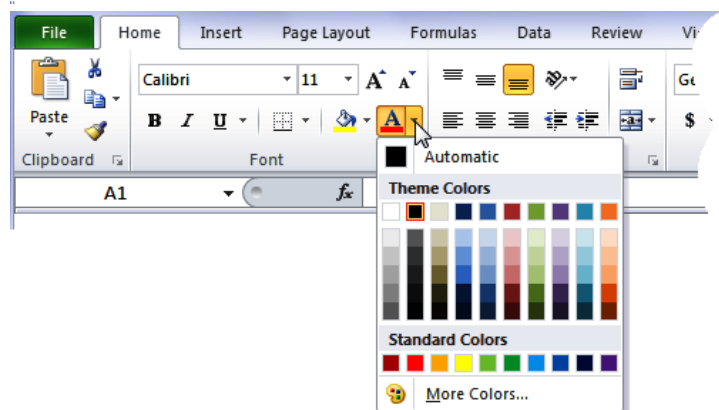 File Home Insert Page Layout Formulas Data Review
Calibri 11 A A
Paste B I U A $
Clipboard Font
A1 fx
Automatic
Theme Colors
Standard Colors
More Colors...